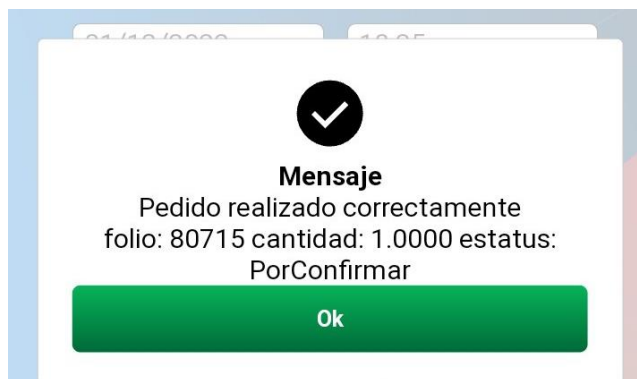 Mensaje
Pedido realizado correctamente
folio: 80715 cantidad: 1.0000 estatus:
PorConfirmar
Ok